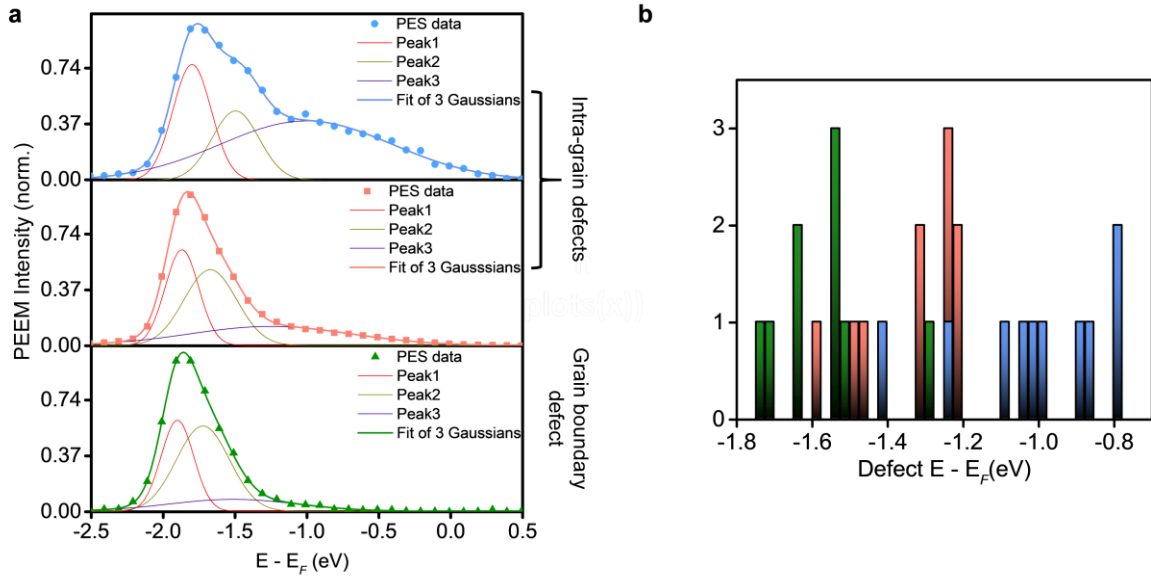 a
PEEM Intensity (norm.)
0.74
0.37
0.00
PES data
Peak1
Peak2
Peak3
Fit of 3 Gaussians
0.74
0.37
0.00
PES data
Peak1
Peak2
Peak3
Fit of 3 Gausssians
0.74
0.37
0.00
PES data
Peak1
Peak2
Peak3
Fit of 3 Gaussians
-2.5 -2.0 -1.5 -1.0 -0.5 0.0 0.5
E - E_F (eV)
Intra-grain defects
Grain boundary
defect
plots(x))
b
3
2
1
0
-1.8 -1.6 -1.4 -1.2 -1.0 -0.8
Defect E - E_F(eV)